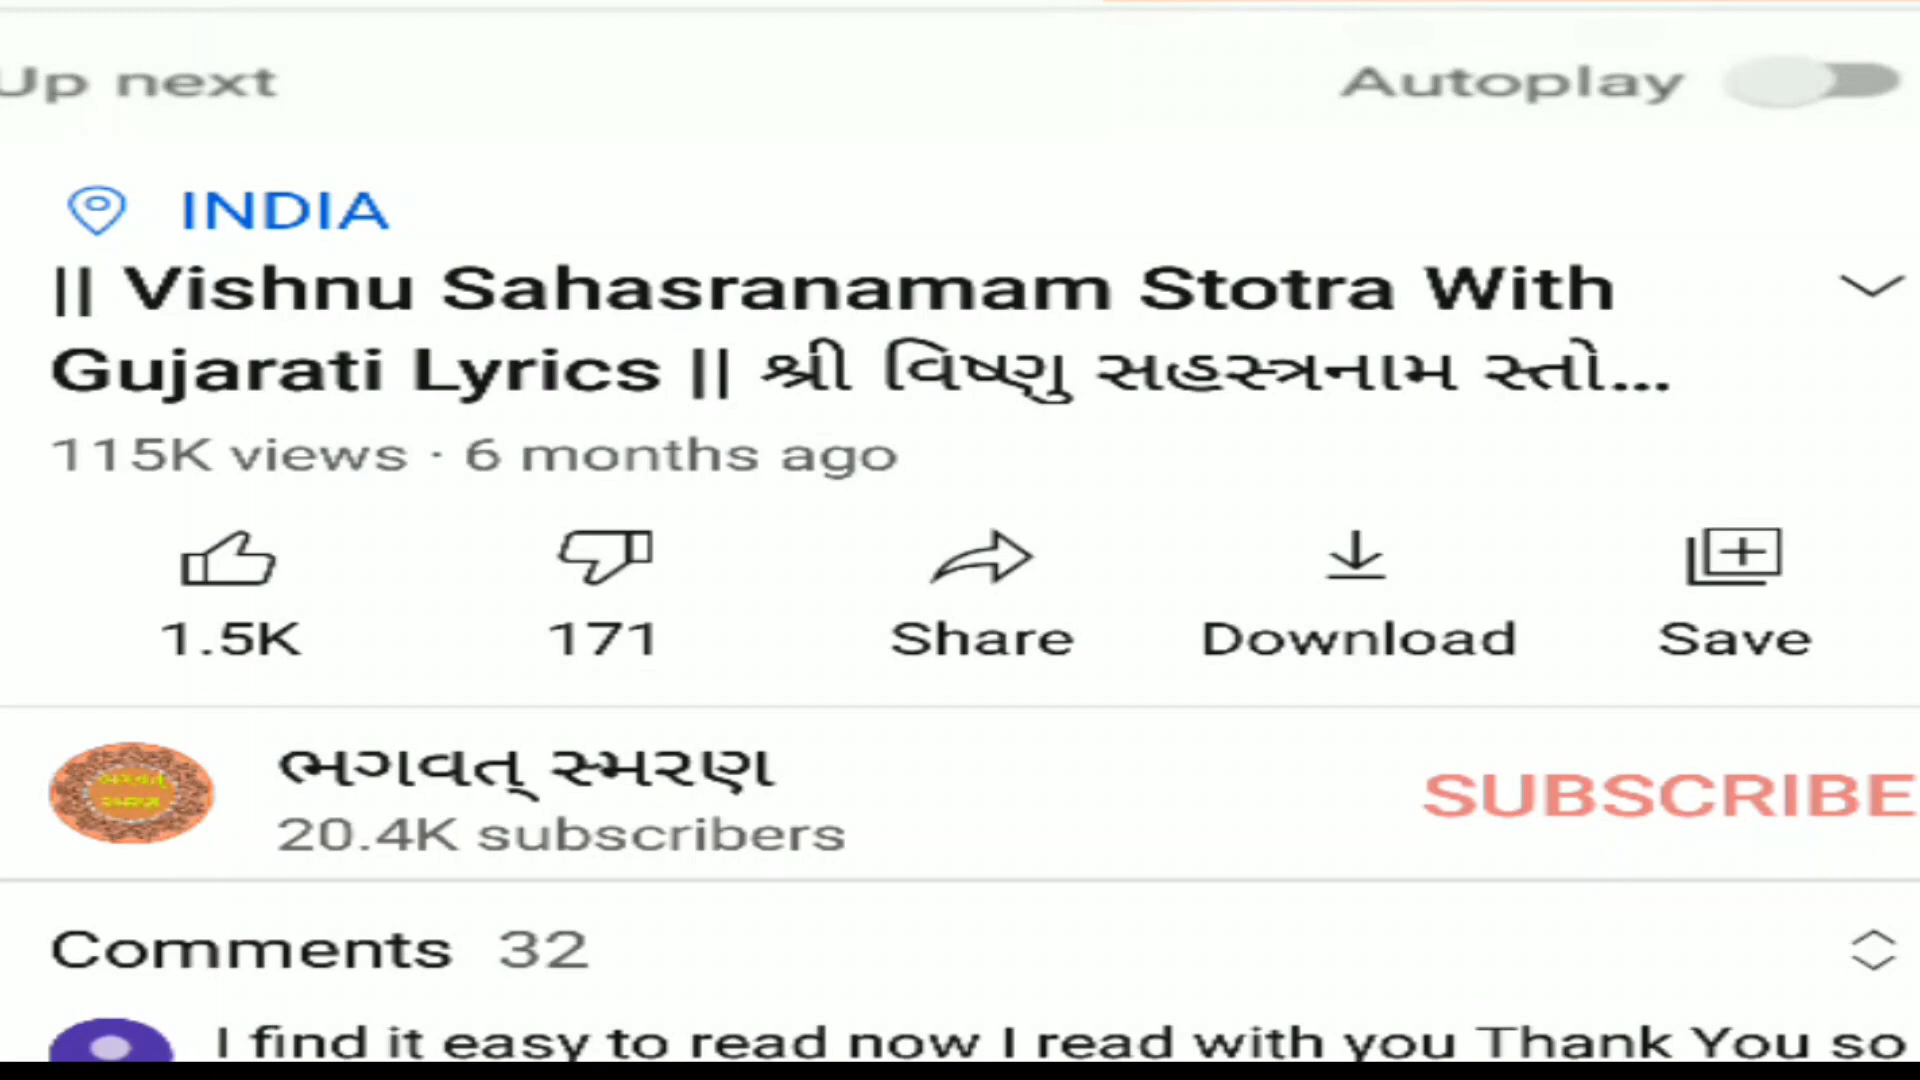 Up next Autoplay
INDIA
|| Vishnu Sahasranamam Stotra With
Gujarati Lyrics || શ્રી વિષ્ણુ સહસ્ત્રનામ સ્તો...
115K views · 6 months ago
1.5K 171 Share Download Save
ભગવત્ સ્મરણ
20.4K subscribers
SUBSCRIBE
Comments 32
I find it easy to read now I read with you Thank You so